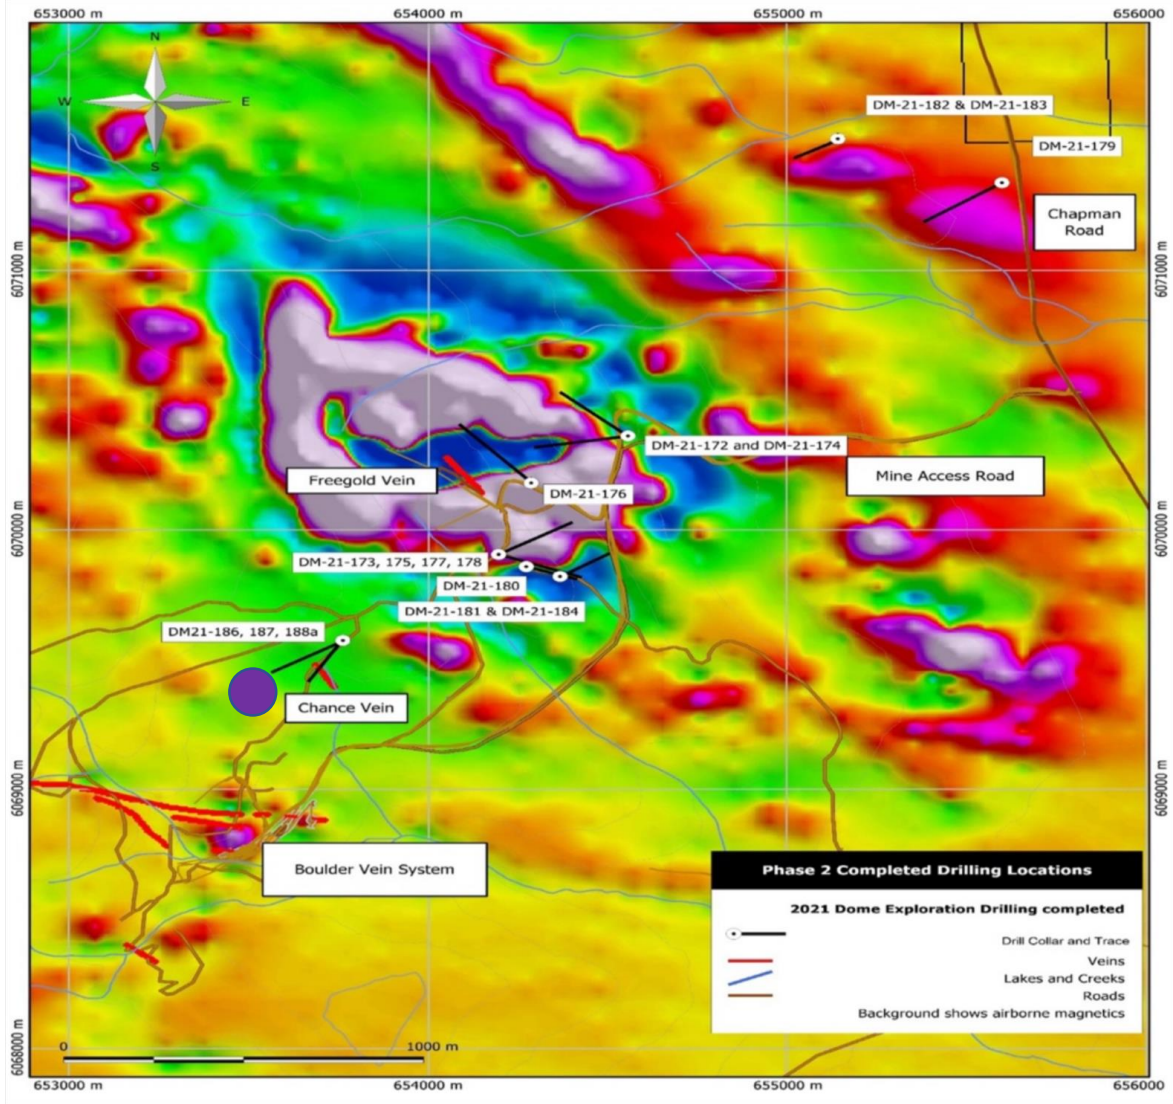 653000 m
654000 m
655000 m
656000 m
N
W
E
S
DM-21-182 & DM-21-183
DM-21-179
Chapman
Road
6071000 m
6071000 m
DM-21-172 and DM-21-174
Freegold Vein
Mine Access Road
DM-21-176
6070000 m
6070000 m
DM-21-173, 175, 177, 178
DM-21-180
DM-21-181 & DM-21-184
DM21-186, 187, 188a
Chance Vein
6069000 m
6069000 m
Boulder Vein System
Phase 2 Completed Drilling Locations
2021 Dome Exploration Drilling completed
Drill Collar and Trace
Veins
Lakes and Creeks
Roads
Background shows airborne magnetics
6068000 m
6068000 m
0
1000 m
653000 m
654000 m
655000 m
656000 m